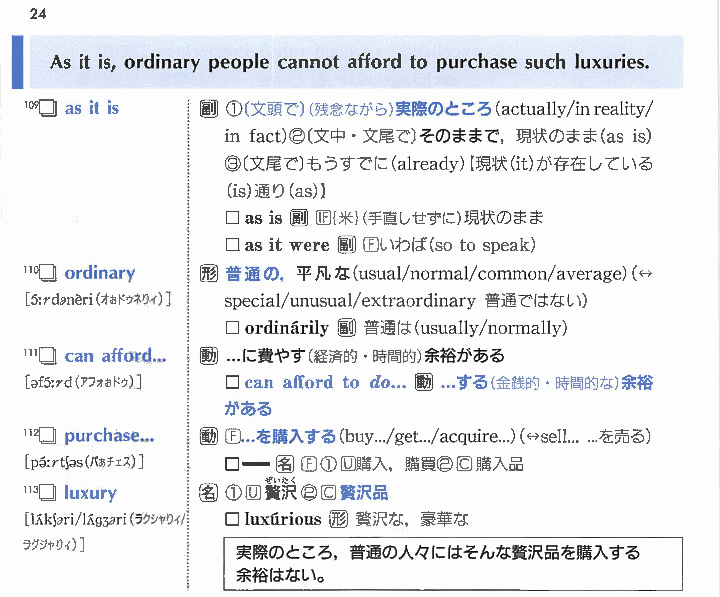 24
As it is, ordinary people cannot afford to purchase such luxuries.
109 as it is
副 ①(文頭で)(残念ながら)実際のところ(actually/in reality/
in fact)②(文中・文尾で)そのままで，現状のまま(as is)
③(文尾で)もうすでに(already)【現状(it)が存在している
(is)通り(as)】
□ as is 副 F{米}(手直しせずに)現状のまま
□ as it were 副 Fいわば(so to speak)
110 ordinary
[ɔ́ːrdənèri(オぉドゥネりィ)]
形 普通の，平凡な(usual/normal/common/average)(↔
special/unusual/extraordinary 普通ではない)
□ ordinárily 副 普通は(usually/normally)
111 can afford...
[əfɔ́ːrd(アフォぉドゥ)]
動 …に費やす(経済的・時間的)余裕がある
□ can afford to do... 動 …する(金銭的・時間的な)余裕
がある
112 purchase...
[pə́ːrtʃəs(パぁチェス)]
動 F…を購入する(buy.../get.../acquire...)(↔sell... …を売る)
□━ 名 F①U購入，購買②C購入品
113 luxury
[lʌ́kʃəri/lʌ́gʒəri(ラクシャりィ/
ラグジャりィ)]
名 ①U贅沢②C贅沢品
ぜいたく
□ luxúrious 形 贅沢な，豪華な
実際のところ，普通の人々にはそんな贅沢品を購入する
余裕はない。